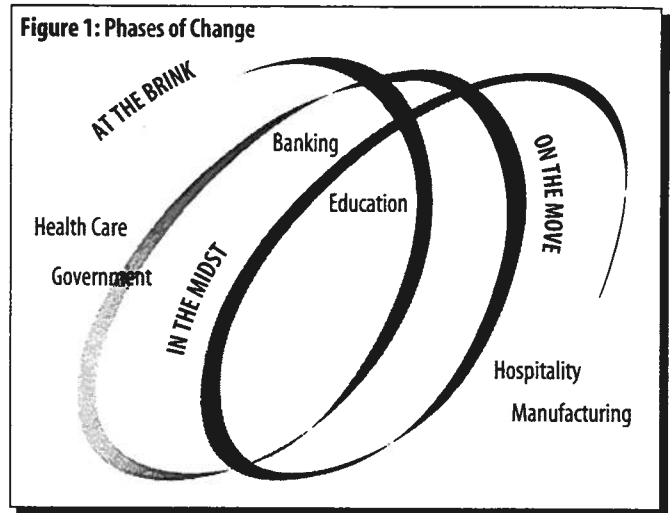 Figure 1: Phases of Change
AT THE BRINK
Banking
ON THE MOVE
Education
Health Care
Government
IN THE MIDST
Hospitality
Manufacturing